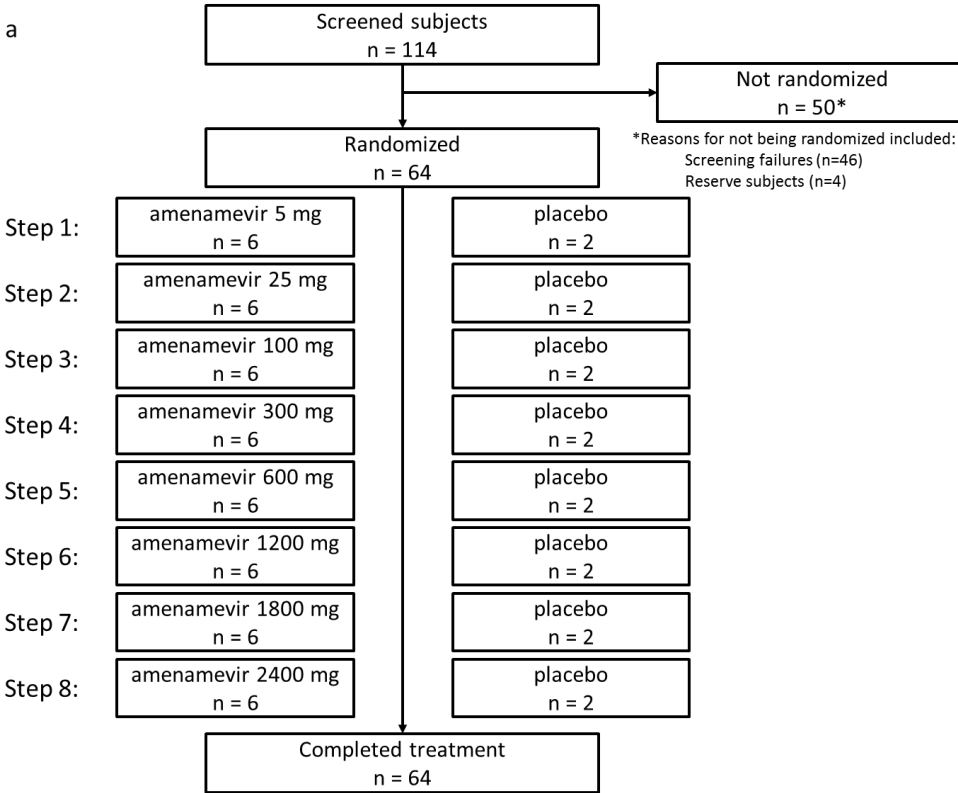 a
Screened subjects
n = 114
Not randomized
n = 50*
*Reasons for not being randomized included:
Screening failures (n=46)
Reserve subjects (n=4)
Randomized
n = 64
Step 1:
amenamevir 5 mg
n = 6
placebo
n = 2
Step 2:
amenamevir 25 mg
n = 6
placebo
n = 2
Step 3:
amenamevir 100 mg
n = 6
placebo
n = 2
Step 4:
amenamevir 300 mg
n = 6
placebo
n = 2
Step 5:
amenamevir 600 mg
n = 6
placebo
n = 2
Step 6:
amenamevir 1200 mg
n = 6
placebo
n = 2
Step 7:
amenamevir 1800 mg
n = 6
placebo
n = 2
Step 8:
amenamevir 2400 mg
n = 6
placebo
n = 2
Completed treatment
n = 64